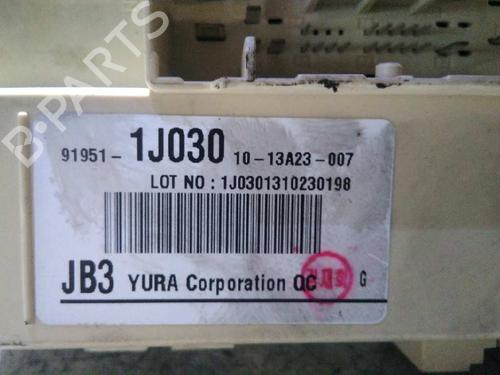 B-PARTS
91951- 1J030 10-13A23-007
LOT NO : 1J0301310230198
JB3 YURA Corporation QC G